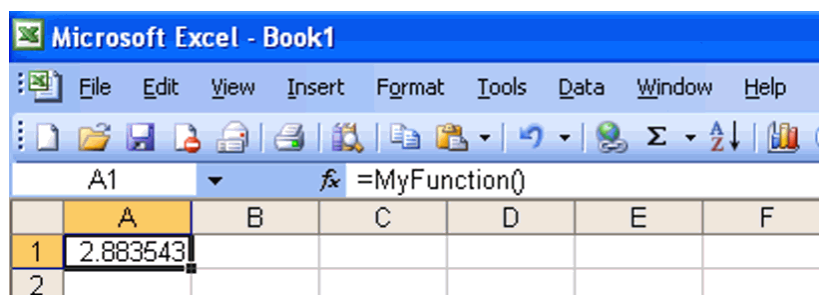 Microsoft Excel - Book1
File Edit View Insert Format Tools Data Window Help
A1 fx =MyFunction()
A B C D E F
1 2.883543
2